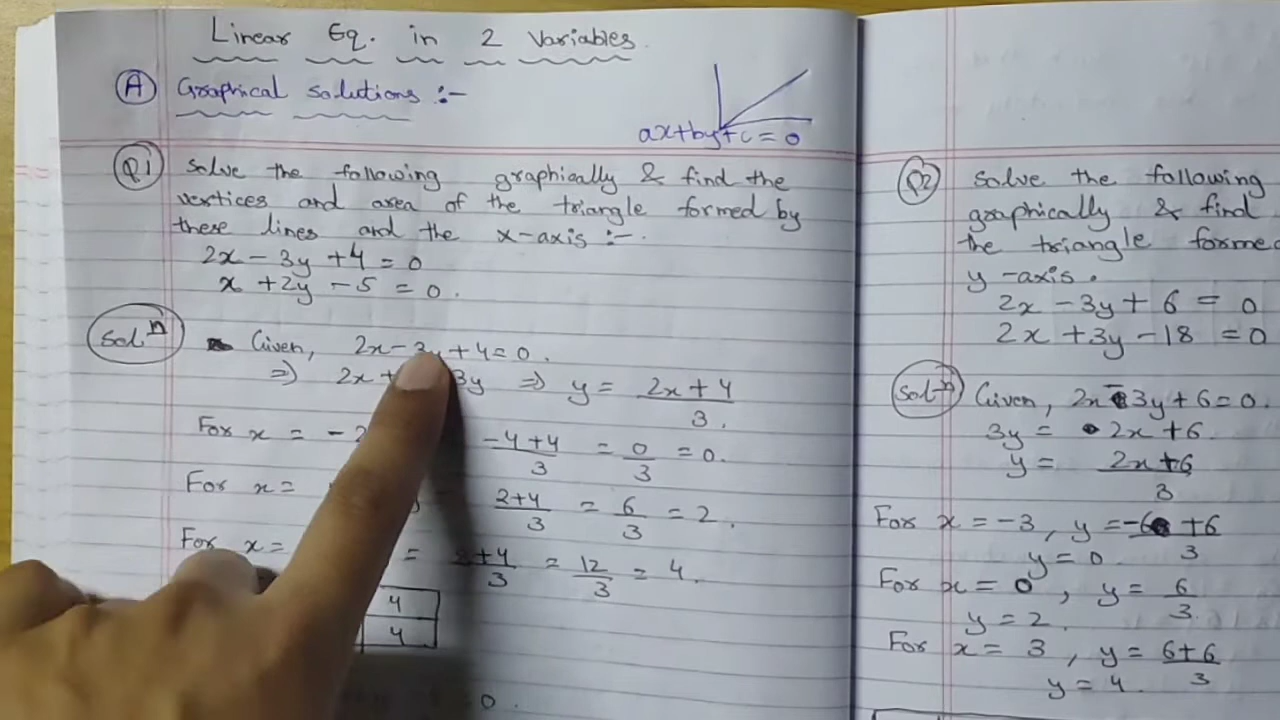 Linear Eq. in 2 Variables.
(A) Graphical solutions :-
ax+by+c=0
(Q1) Solve the following graphically & find the
vertices and area of the triangle formed by
these lines and the x-axis :-.
2x - 3y + 4 = 0
x + 2y - 5 = 0.
Solⁿ Given, 2x - 3y + 4 = 0.
⇒ 2x + 3y ⇒ y = 2x + 4 / 3.
For x = -2 -4+4 / 3 = 0 / 3 = 0.
For x = 2+4 / 3 = 6 / 3 = 2.
For x = = +4 / 3 = 12 / 3 = 4.
4
4
0.
(Q2) Solve the following
graphically & find
the triangle formed
y-axis.
2x - 3y + 6 = 0
2x + 3y - 18 = 0
Solⁿ Given, 2x - 3y + 6 = 0.
3y = 2x + 6.
y = 2x + 6 / 3
For x = -3, y = -6 + 6 / 3
y = 0.
For x = 0, y = 6 / 3.
y = 2.
For x = 3, y = 6+6 / 3
y = 4.